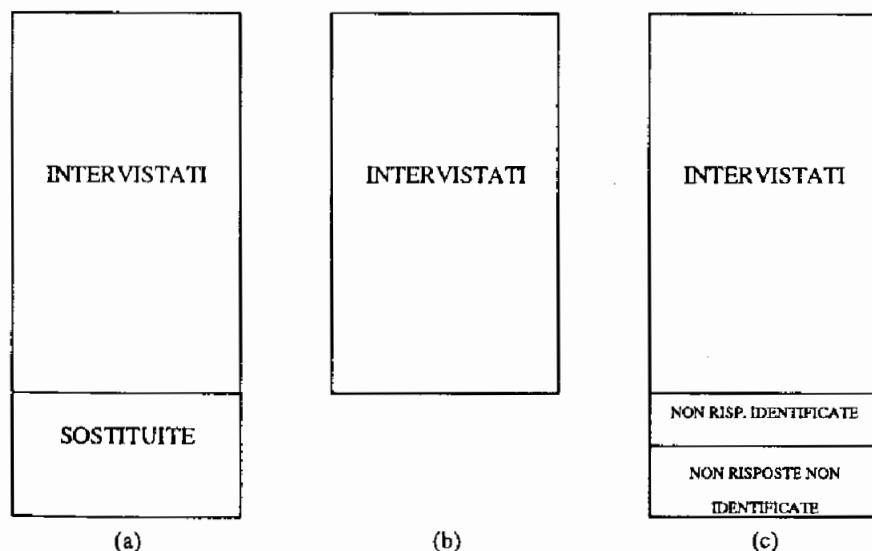 INTERVISTATI
SOSTITUITE
(a)
INTERVISTATI
(b)
INTERVISTATI
NON RISP. IDENTIFICATE
NON RISPOSTE NON
IDENTIFICATE
(c)